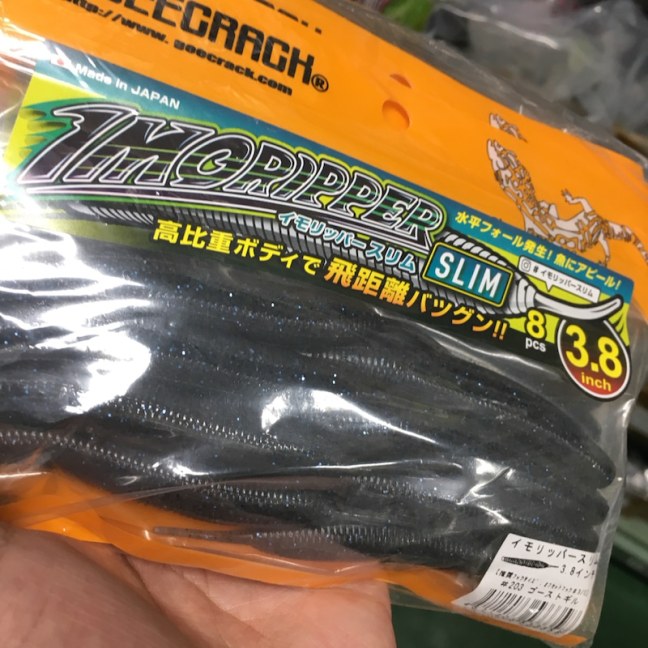 GEECRACK®
http://www.geecrack.com
Made in JAPAN
IMORIPPER
イモリッパースリム
SLIM
水平フォール発生!魚にアピール!
#イモリッパースリム
高比重ボディで飛距離バツグン!!
8 pcs
3.8 inch
イモリッパースリ
3.8インチ
#203 ゴーストギル